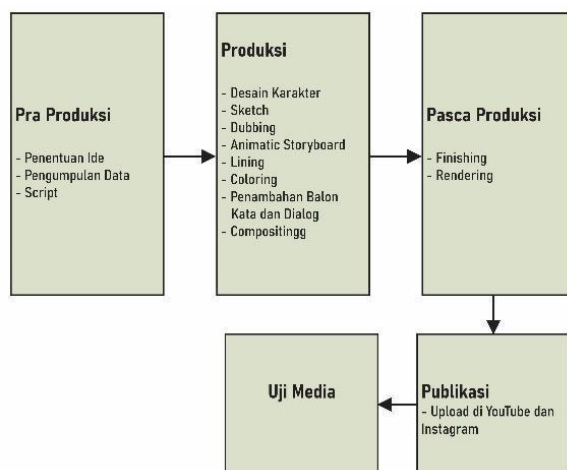 Pra Produksi
- Penentuan Ide
- Pengumpulan Data
- Script
Produksi
- Desain Karakter
- Sketch
- Dubbing
- Animatic Storyboard
- Lining
- Coloring
- Penambahan Balon
Kata dan Dialog
- Compositingg
Pasca Produksi
- Finishing
- Rendering
Uji Media
Publikasi
- Upload di YouTube dan
Instagram